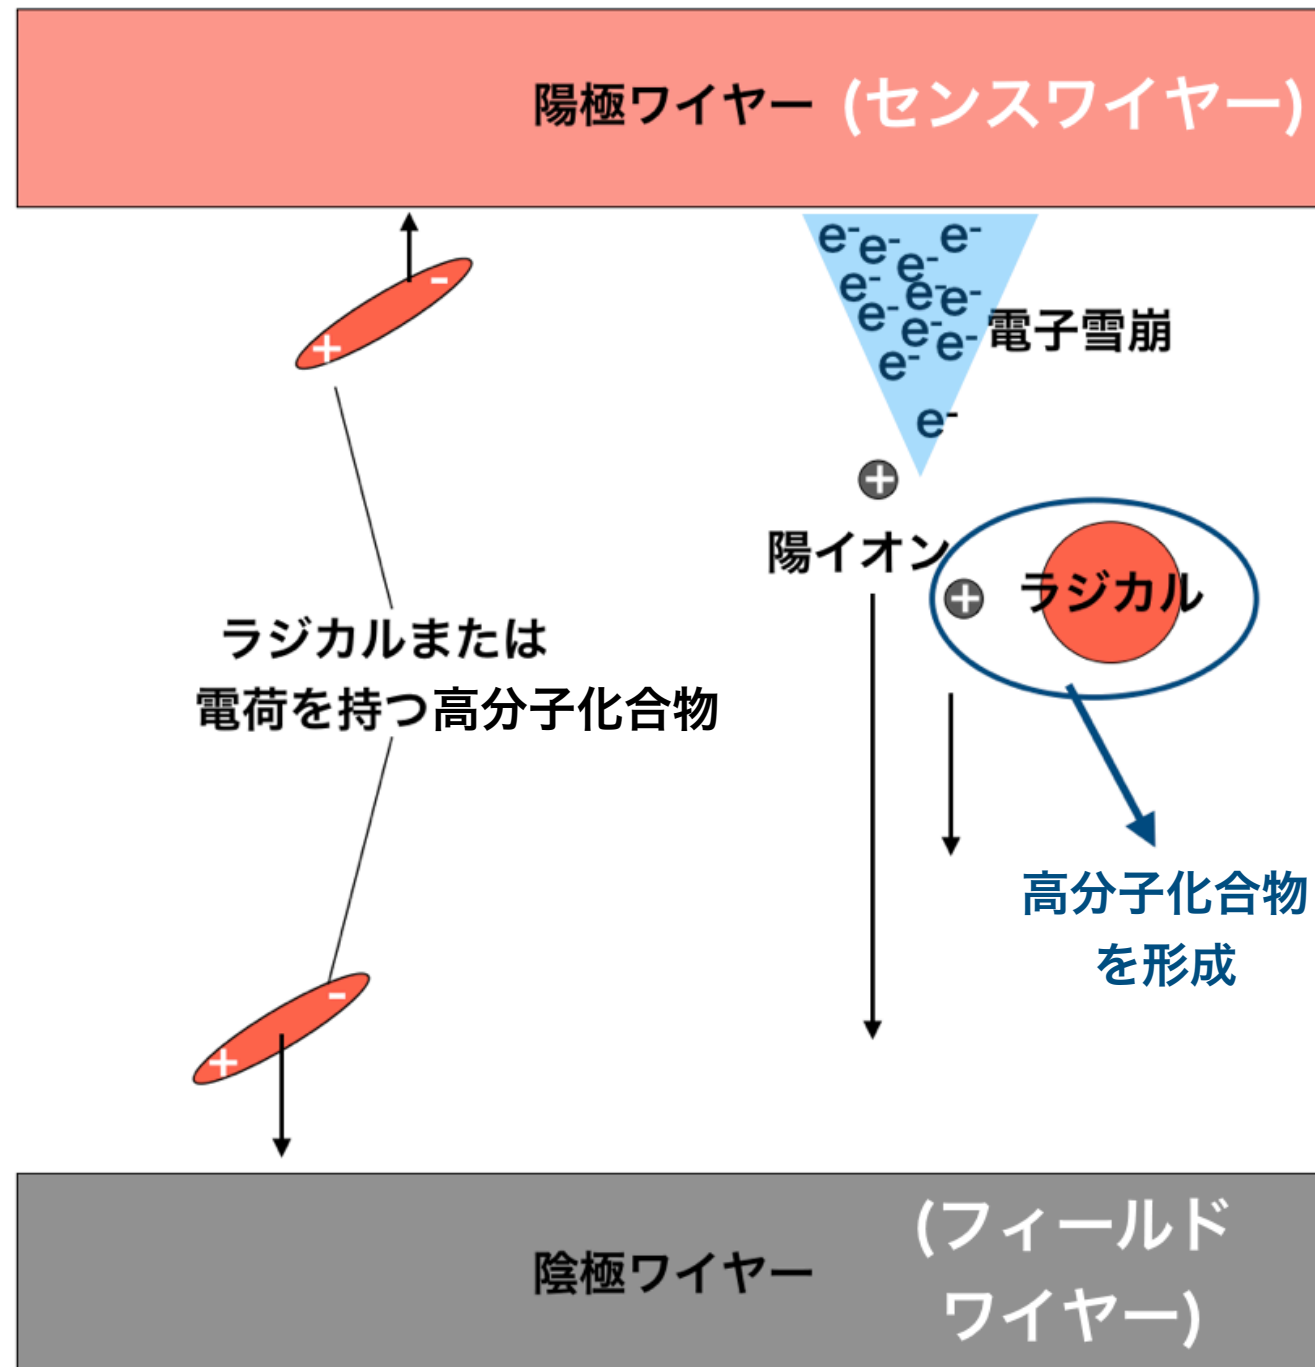 陽極ワイヤー (センスワイヤー)
-
+
e- e- e-
e-
e- e- e-
e- e- e-
e-
e-
電子雪崩
+
陽イオン
+
ラジカル
ラジカルまたは
電荷を持つ高分子化合物
高分子化合物
を形成
-
+
陰極ワイヤー
(フィールド
ワイヤー)